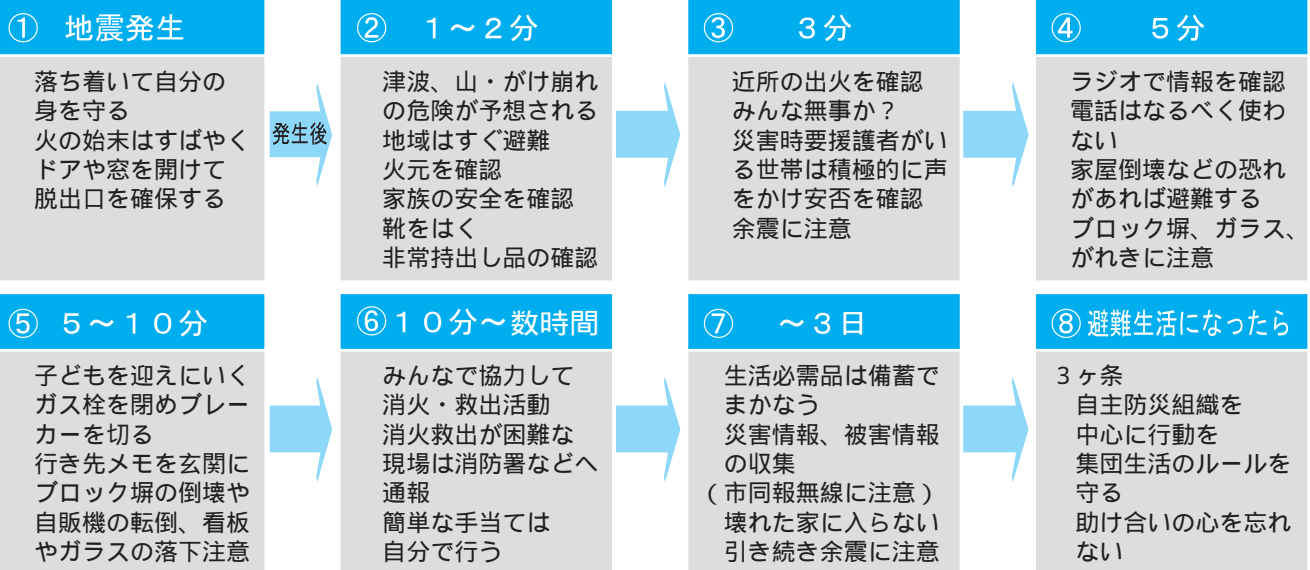 ① 地震発生
落ち着いて自分の
身を守る
火の始末はすばやく
ドアや窓を開けて
脱出口を確保する
発生後
② 1～2分
津波、山・がけ崩れ
の危険が予想される
地域はすぐ避難
火元を確認
家族の安全を確認
靴をはく
非常持出し品の確認
③ 3分
近所の出火を確認
みんな無事か？
災害時要援護者がい
る世帯は積極的に声
をかけ安否を確認
余震に注意
④ 5分
ラジオで情報を確認
電話はなるべく使わ
ない
家屋倒壊などの恐れ
があれば避難する
ブロック塀、ガラス、
がれきに注意
⑤ 5～10分
子どもを迎えにいく
ガス栓を閉めブレー
カーを切る
行き先メモを玄関に
ブロック塀の倒壊や
自販機の転倒、看板
やガラスの落下注意
⑥10分～数時間
みんなで協力して
消火・救出活動
消火救出が困難な
現場は消防署などへ
通報
簡単な手当ては
自分で行う
⑦ ～3日
生活必需品は備蓄で
まかなう
災害情報、被害情報
の収集
（市同報無線に注意）
壊れた家に入らない
引き続き余震に注意
⑧避難生活になったら
3ヶ条
自主防災組織を
中心に行動を
集団生活のルールを
守る
助け合いの心を忘れ
ない